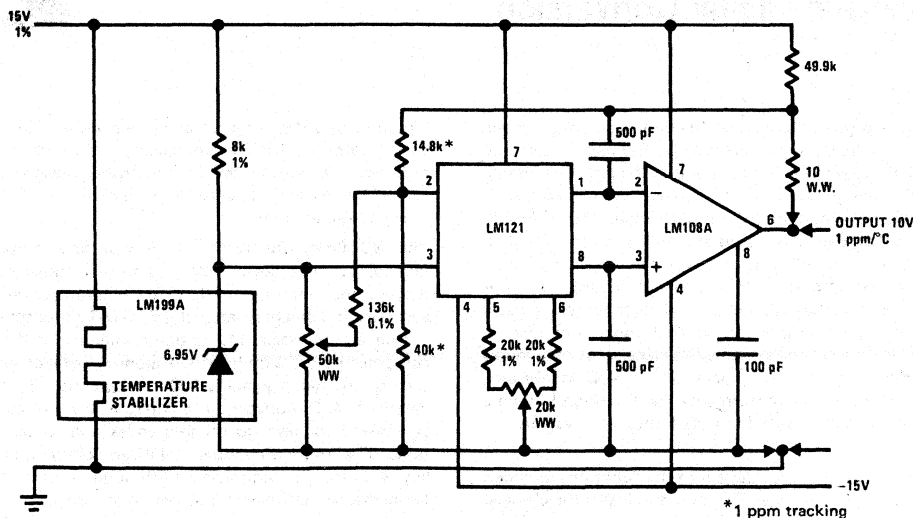 15V
1%
49.9k
500 pF
8k
1%
14.8k*
7
7
10
W.W.
2
1
2
−
LM121
LM108A
6
OUTPUT 10V
1 ppm/°C
3
8
3
+
8
4
5
6
4
LM199A
136k
0.1%
6.95V
50k
WW
40k*
20k
1%
20k
1%
500 pF
100 pF
TEMPERATURE
STABILIZER
20k
WW
−15V
*1 ppm tracking